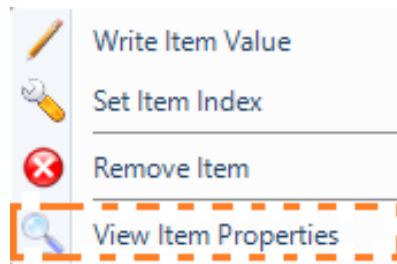 Write Item Value
Set Item Index
Remove Item
View Item Properties